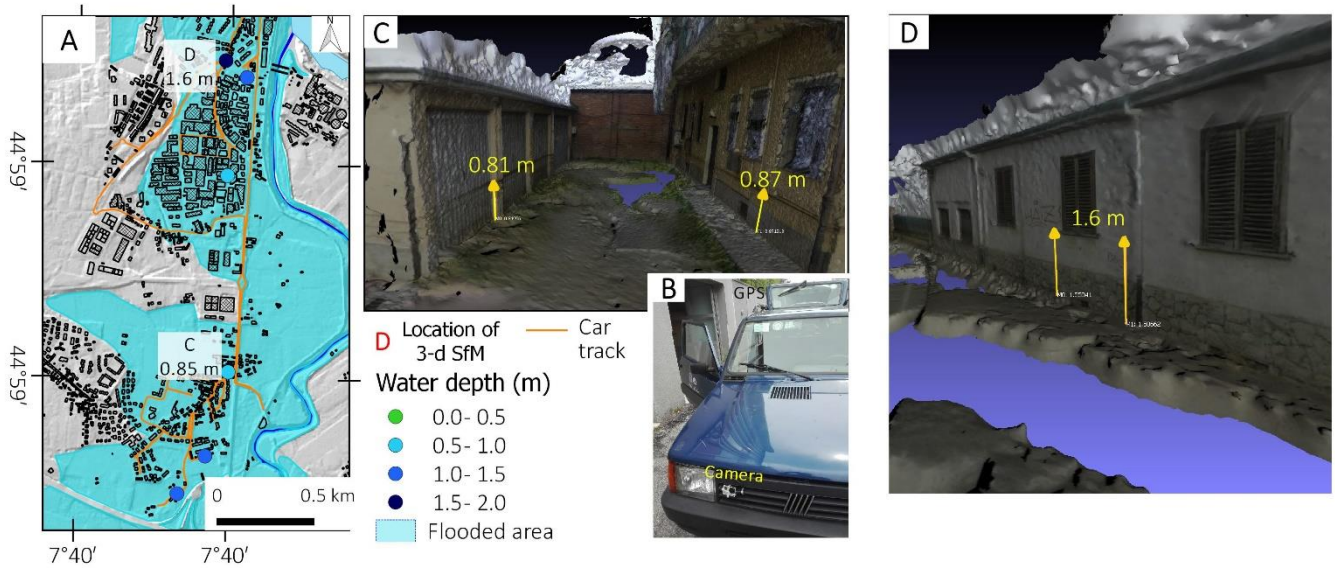 A
N
D
1.6 m
44°59′
C
0.85 m
44°59′
0
0.5 km
7°40′
7°40′
C
0.81 m
0.87 m
D Location of
3-d SfM
Car
track
Water depth (m)
0.0- 0.5
0.5- 1.0
1.0- 1.5
1.5- 2.0
Flooded area
B
GPS
Camera
D
1.6 m